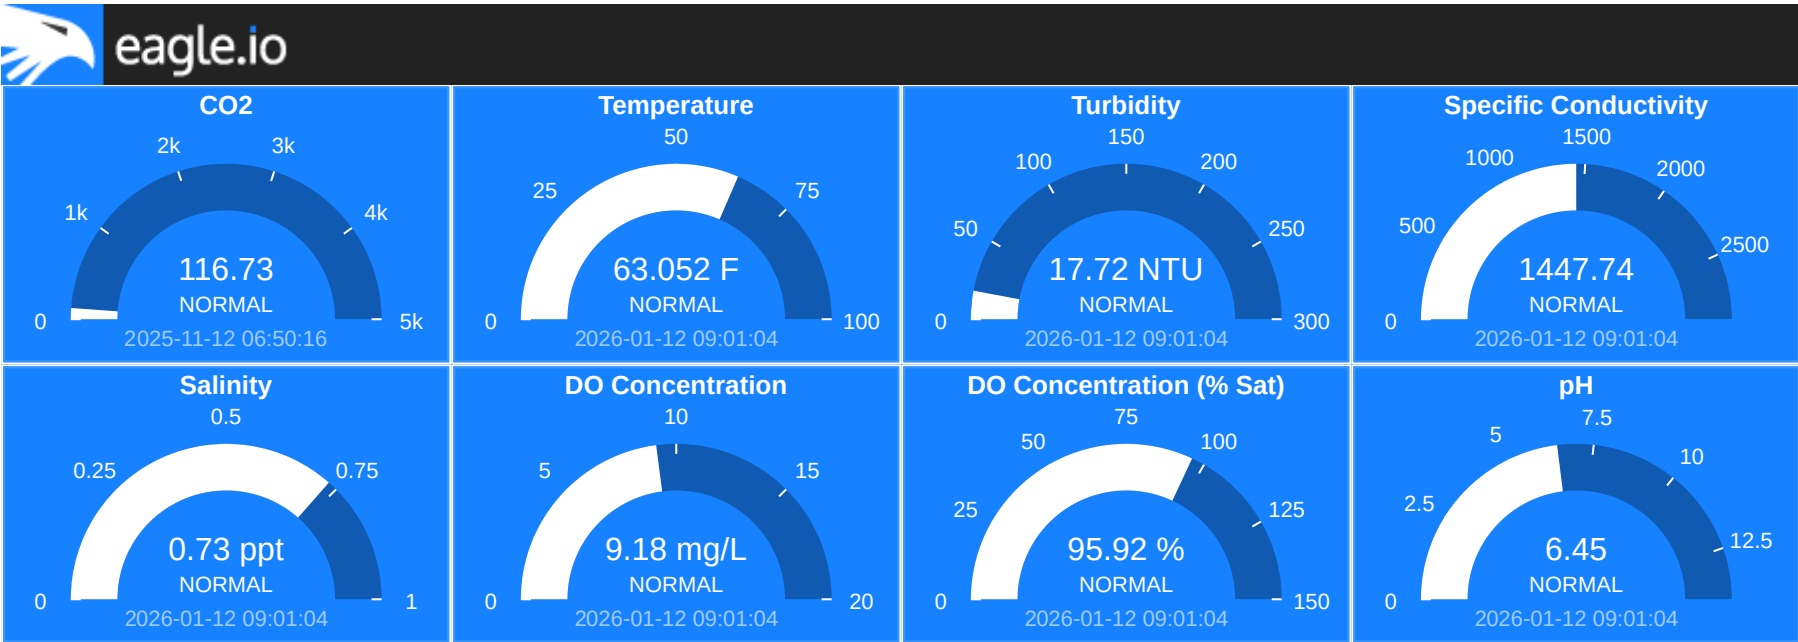 eagle.io
CO2
2k
3k
1k
4k
116.73
NORMAL
0
5k
2025-11-12 06:50:16
Temperature
50
25
75
63.052 F
NORMAL
0
100
2026-01-12 09:01:04
Turbidity
150
100
200
50
250
17.72 NTU
NORMAL
0
300
2026-01-12 09:01:04
Specific Conductivity
1500
1000
2000
500
2500
1447.74
NORMAL
0
2026-01-12 09:01:04
Salinity
0.5
0.25
0.75
0.73 ppt
NORMAL
0
1
2026-01-12 09:01:04
DO Concentration
10
5
15
9.18 mg/L
NORMAL
0
20
2026-01-12 09:01:04
DO Concentration (% Sat)
75
50
100
25
125
95.92 %
NORMAL
0
150
2026-01-12 09:01:04
pH
7.5
5
10
2.5
12.5
6.45
NORMAL
0
2026-01-12 09:01:04